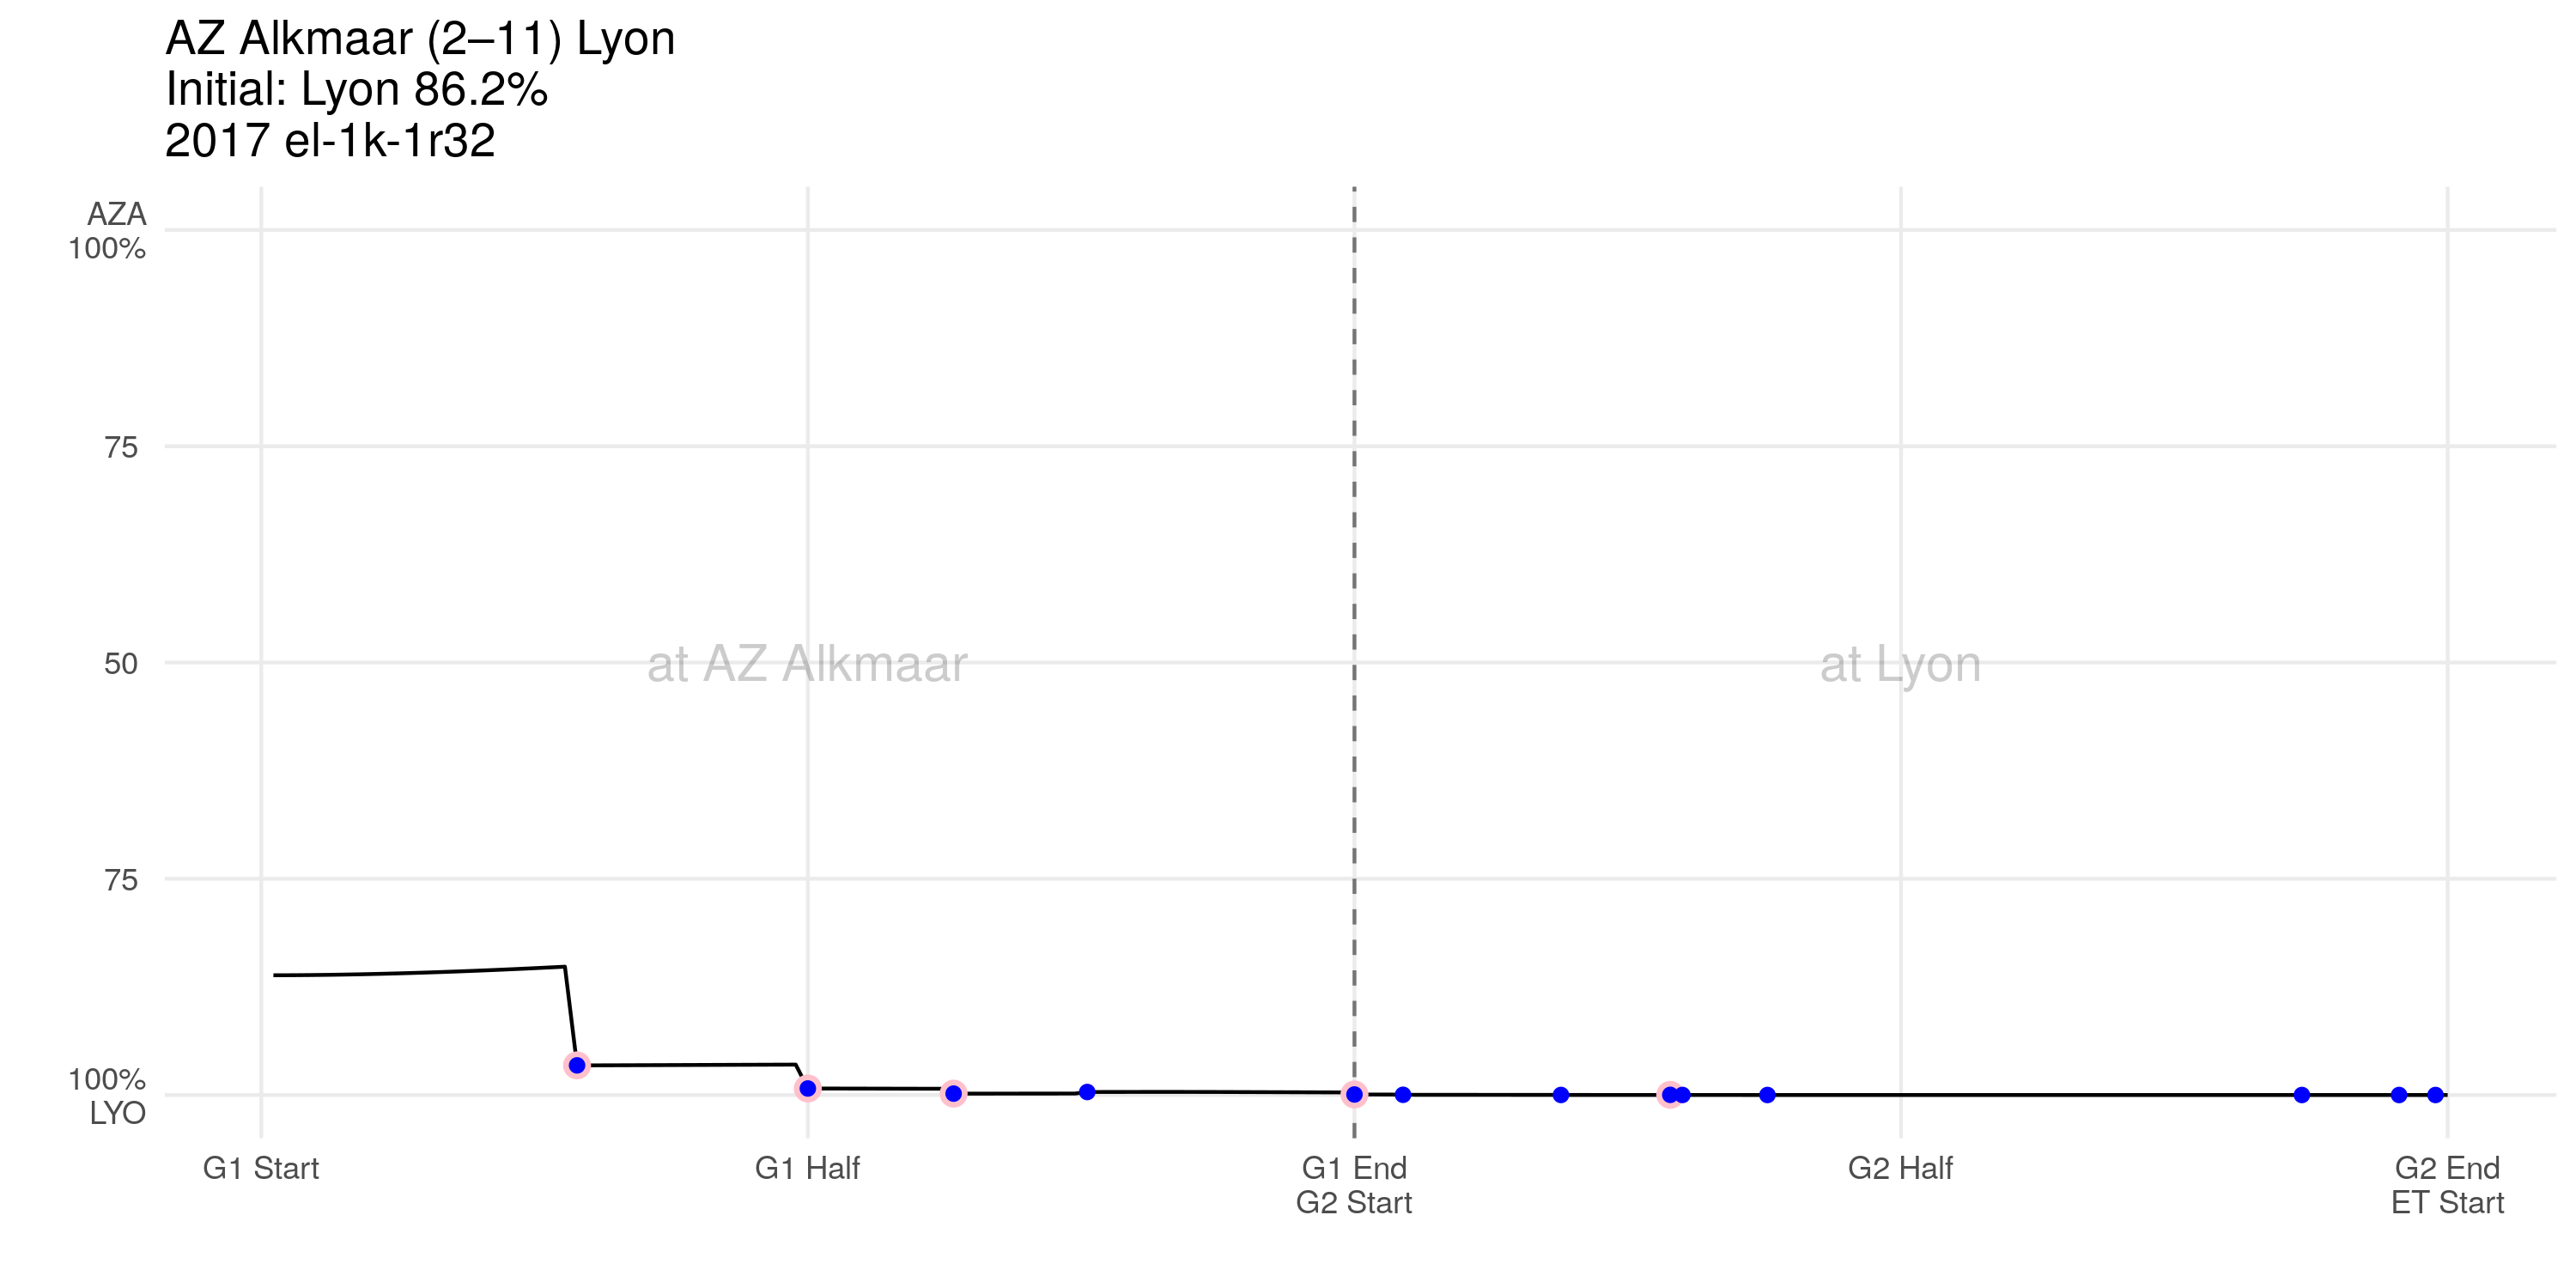 AZ Alkmaar (2–11) Lyon
Initial: Lyon 86.2%
2017 el-1k-1r32
AZA
100%
75
50
75
100%
LYO
at AZ Alkmaar
at Lyon
G1 Start
G1 Half
G1 End
G2 Start
G2 Half
G2 End
ET Start